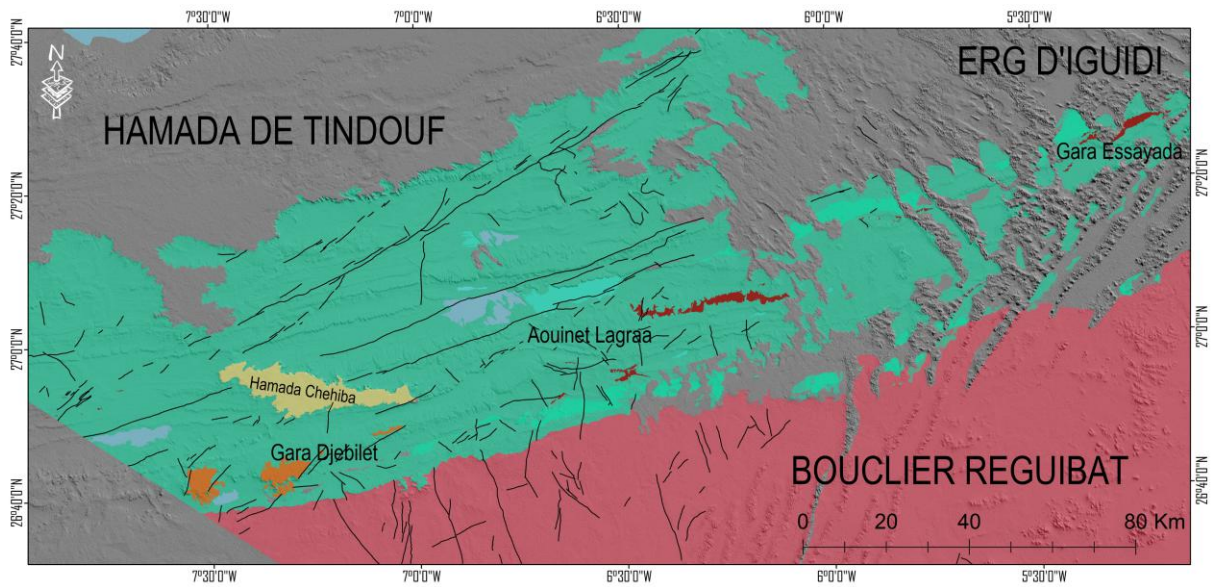 7°30'0"W 7°0'0"W 6°30'0"W 6°0'0"W 5°30'0"W
27°40'0"N
N
ERG D'IGUIDI
HAMADA DE TINDOUF
Gara Essayada
27°20'0"N
27°20'0"N
Aouinet Lagraa
27°0'0"N
27°0'0"N
Hamada Chehiba
Gara Djebilet
BOUCLIER REGUIBAT
26°40'0"N
26°40'0"N
0 20 40 80 Km
7°30'0"W 7°0'0"W 6°30'0"W 6°0'0"W 5°30'0"W